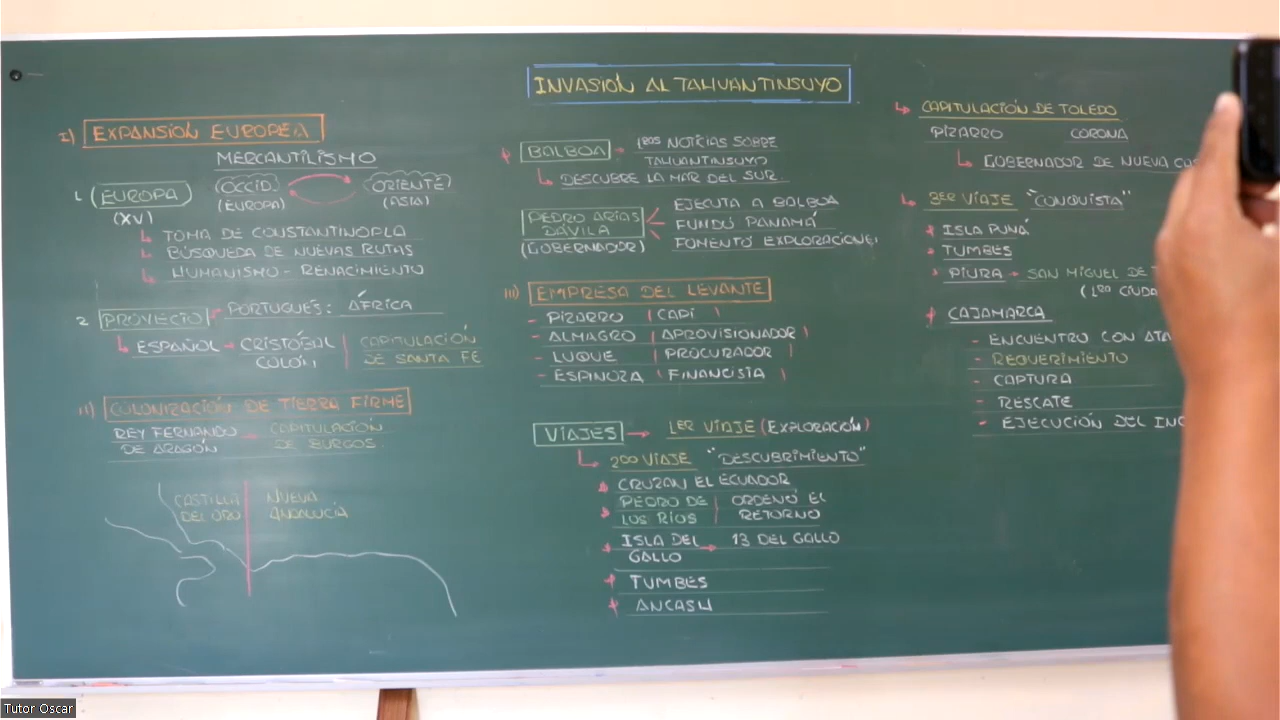 INVASIÓN AL TAHUANTINSUYO
I) EXPANSIÓN EUROPEA
MERCANTILISMO
1. (EUROPA)
(XV)
OCCID. (EUROPA)
ORIENTE (ASIA)
TOMA DE CONSTANTINOPLA
BÚSQUEDA DE NUEVAS RUTAS
HUMANISMO - RENACIMIENTO
2. PROYECTO
PORTUGUÉS: ÁFRICA
ESPAÑOL → CRISTÓBAL COLÓN | CAPITULACIÓN DE SANTA FE
II) COLONIZACIÓN DE TIERRA FIRME
REY FERNANDO DE ARAGÓN → CAPITULACIÓN DE BURGOS
CASTILLA DEL ORO
NUEVA ANDALUCÍA
BALBOA → 1RAS NOTICIAS SOBRE TAHUANTINSUYO
DESCUBRE LA MAR DEL SUR
PEDRO ARIAS DÁVILA
(GOBERNADOR)
EJECUTA A BALBOA
FUNDÓ PANAMÁ
FOMENTÓ EXPLORACIONE
III) EMPRESA DEL LEVANTE
- PIZARRO (CAPI)
- ALMAGRO (APROVISIONADOR)
- LUQUE (PROCURADOR)
- ESPINOZA (FINANCISTA)
VIAJES → 1ER VIAJE (EXPLORACIÓN)
2DO VIAJE "DESCUBRIMIENTO"
CRUZAN EL ECUADOR
PEDRO DE LOS RÍOS } ORDENÓ EL RETORNO
ISLA DEL GALLO → 13 DEL GALLO
TUMBES
ANCASH
CAPITULACIÓN DE TOLEDO
PIZARRO CORONA
GOBERNADOR DE NUEVA
3ER VIAJE "CONQUISTA"
ISLA PUNÁ
TUMBES
PIURA → SAN MIGUEL DE
(1RA
CAJAMARCA
- ENCUENTRO CON
- REQUERIMIENTO
- CAPTURA
- RESCATE
- EJECUCIÓN DEL
Tutor Oscar